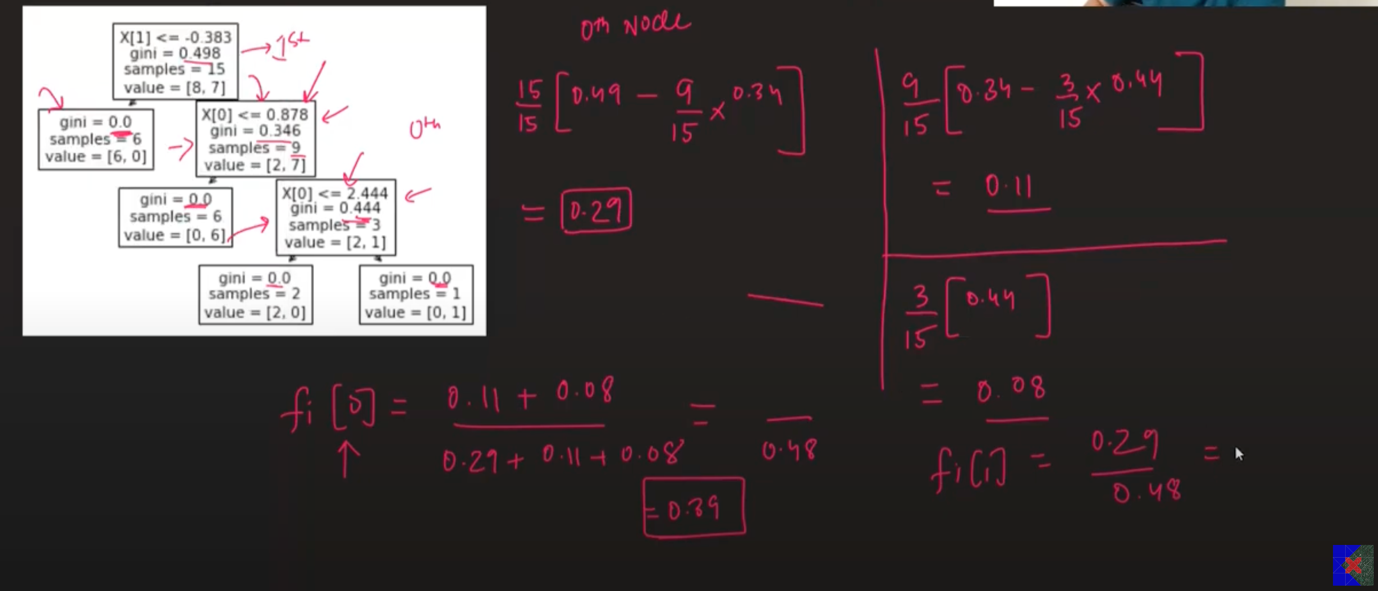 X[1] <= -0.383
gini = 0.498
samples = 15
value = [8, 7]
1st
gini = 0.0
samples = 6
value = [6, 0]
X[0] <= 0.878
gini = 0.346
samples = 9
value = [2, 7]
0th
gini = 0.0
samples = 6
value = [0, 6]
X[0] <= 2.444
gini = 0.444
samples = 3
value = [2, 1]
gini = 0.0
samples = 2
value = [2, 0]
gini = 0.0
samples = 1
value = [0, 1]
0th Node
15/15 [0.49 - 9/15 × 0.34]
= 0.29
9/15 [0.34 - 3/15 × 0.44]
= 0.11
3/15 [0.44]
= 0.08
fi[0] = 0.11 + 0.08 / 0.29 + 0.11 + 0.08 = — / 0.48
= 0.39
fi[1] = 0.29 / 0.48 =